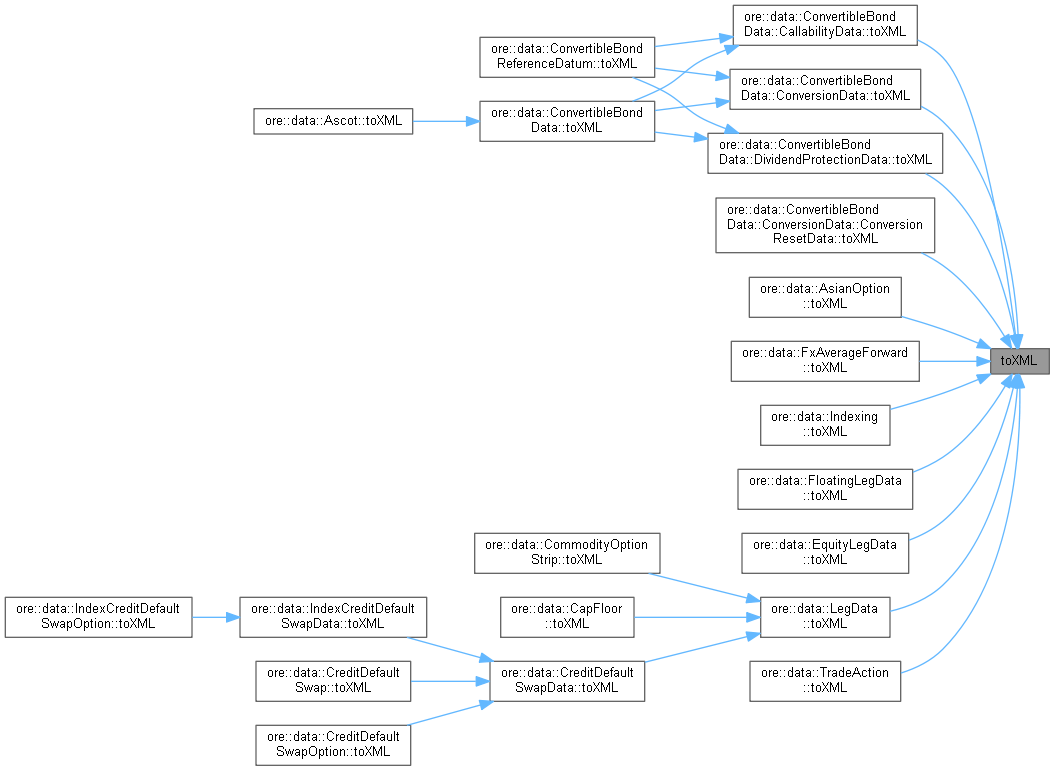 ore::data::ConvertibleBond
Data::CallabilityData::toXML
ore::data::ConvertibleBond
ReferenceDatum::toXML
ore::data::ConvertibleBond
Data::ConversionData::toXML
ore::data::Ascot::toXML
ore::data::ConvertibleBond
Data::toXML
ore::data::ConvertibleBond
Data::DividendProtectionData::toXML
ore::data::ConvertibleBond
Data::ConversionData::Conversion
ResetData::toXML
ore::data::AsianOption
::toXML
ore::data::FxAverageForward
::toXML
toXML
ore::data::Indexing
::toXML
ore::data::FloatingLegData
::toXML
ore::data::CommodityOption
Strip::toXML
ore::data::EquityLegData
::toXML
ore::data::IndexCreditDefault
SwapOption::toXML
ore::data::IndexCreditDefault
SwapData::toXML
ore::data::CapFloor
::toXML
ore::data::LegData
::toXML
ore::data::CreditDefault
Swap::toXML
ore::data::CreditDefault
SwapData::toXML
ore::data::TradeAction
::toXML
ore::data::CreditDefault
SwapOption::toXML